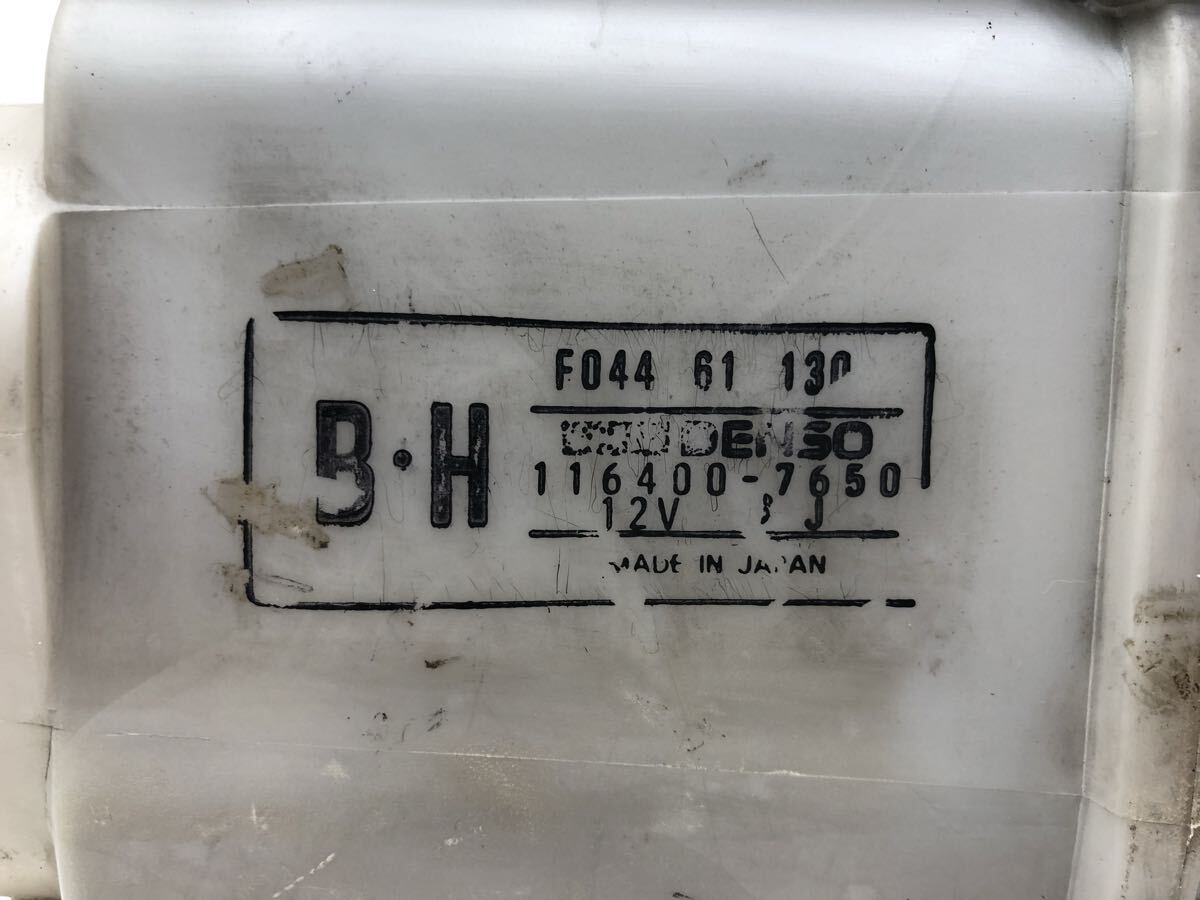 F044 61 130
B·H
DENSO
116400-7650
12V J
MADE IN JAPAN